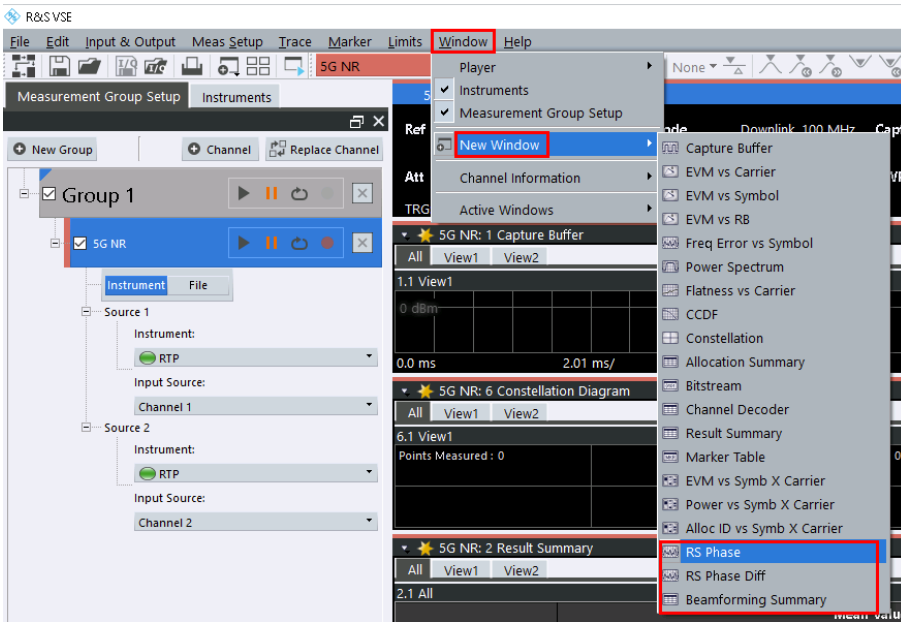 R&S VSE
File Edit Input & Output Meas Setup Trace Marker Limits Window Help
5G NR
None
Measurement Group Setup Instruments
New Group Channel Replace Channel
Group 1
5G NR
Instrument File
Source 1
Instrument:
RTP
Input Source:
Channel 1
Source 2
Instrument:
RTP
Input Source:
Channel 2
Player
Instruments
Measurement Group Setup
New Window
Channel Information
Active Windows
5
Ref
Att
TRG
Downlink, 100 MHz
5G NR: 1 Capture Buffer
All View1 View2
1.1 View1
0 dBm
0.0 ms 2.01 ms/
5G NR: 6 Constellation Diagram
All View1 View2
6.1 View1
Points Measured : 0
5G NR: 2 Result Summary
All View1 View2
2.1 All
Capture Buffer
EVM vs Carrier
EVM vs Symbol
EVM vs RB
Freq Error vs Symbol
Power Spectrum
Flatness vs Carrier
CCDF
Constellation
Allocation Summary
Bitstream
Channel Decoder
Result Summary
Marker Table
EVM vs Symb X Carrier
Power vs Symb X Carrier
Alloc ID vs Symb X Carrier
RS Phase
RS Phase Diff
Beamforming Summary